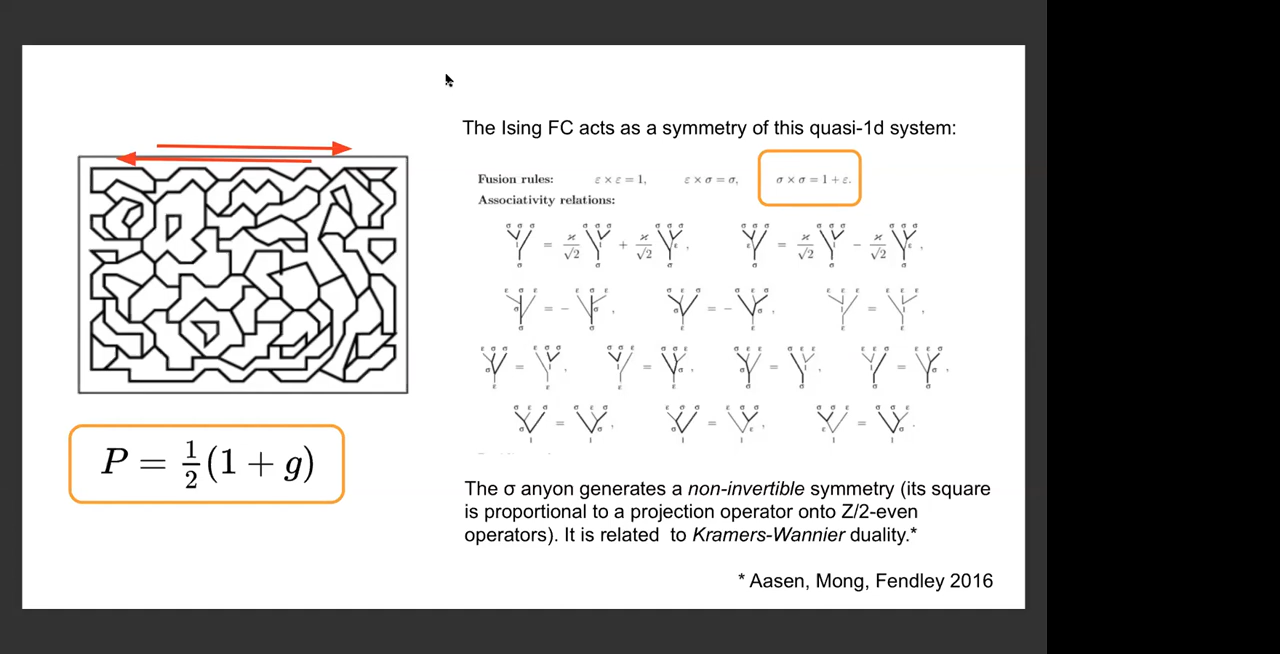 The Ising FC acts as a symmetry of this quasi-1d system:
Fusion rules: ε × ε = 1, ε × σ = σ, σ × σ = 1 + ε.
Associativity relations:
P = 1/2 (1 + g)
The σ anyon generates a non-invertible symmetry (its square
is proportional to a projection operator onto Z/2-even
operators). It is related to Kramers-Wannier duality.*
* Aasen, Mong, Fendley 2016